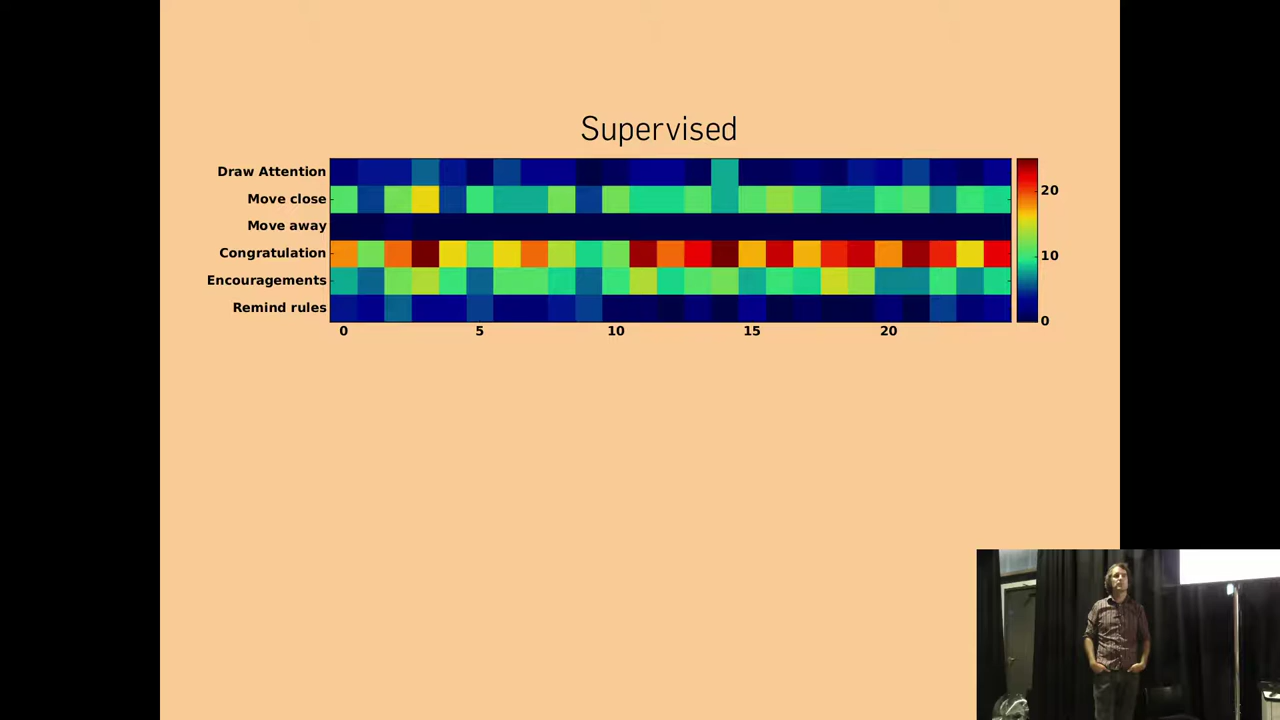 Supervised
Draw Attention
Move close
Move away
Congratulation
Encouragements
Remind rules
0 5 10 15 20
20
10
0